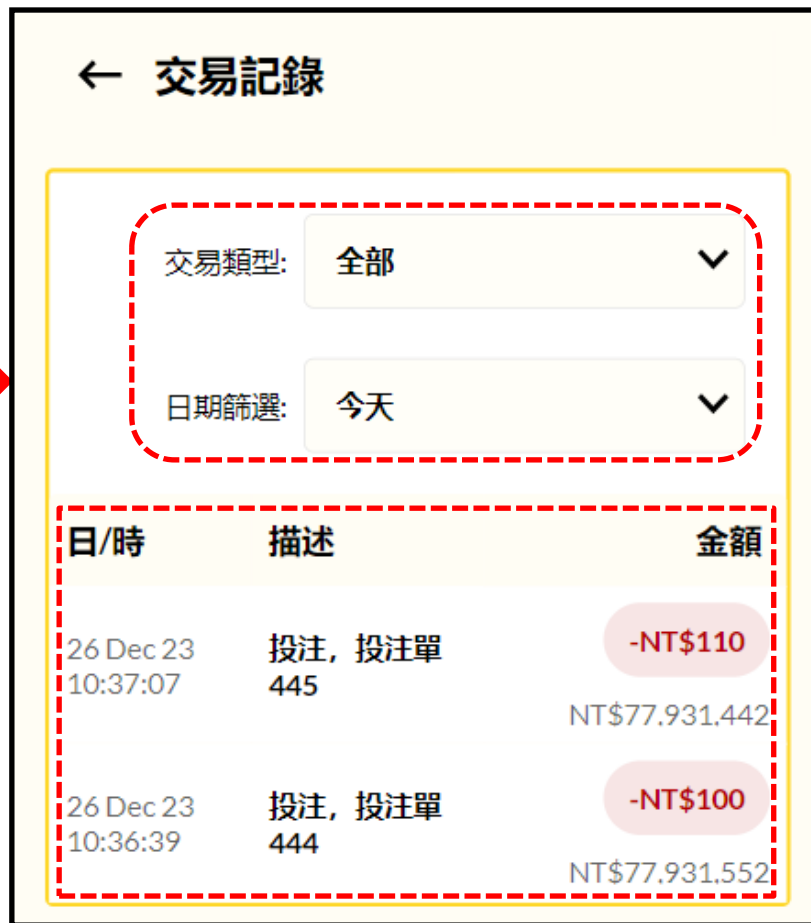 ← 交易記錄
交易類型: 全部
日期篩選: 今天
日/時 描述 金額
26 Dec 23 投注，投注單 -NT$110
10:37:07 445
NT$77,931,442
26 Dec 23 投注，投注單 -NT$100
10:36:39 444
NT$77,931,552